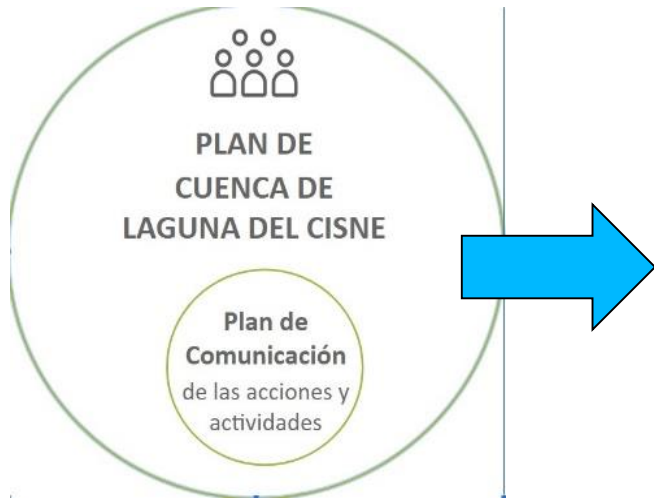 PLAN DE
CUENCA DE
LAGUNA DEL CISNE
Plan de
Comunicación
de las acciones y
actividades